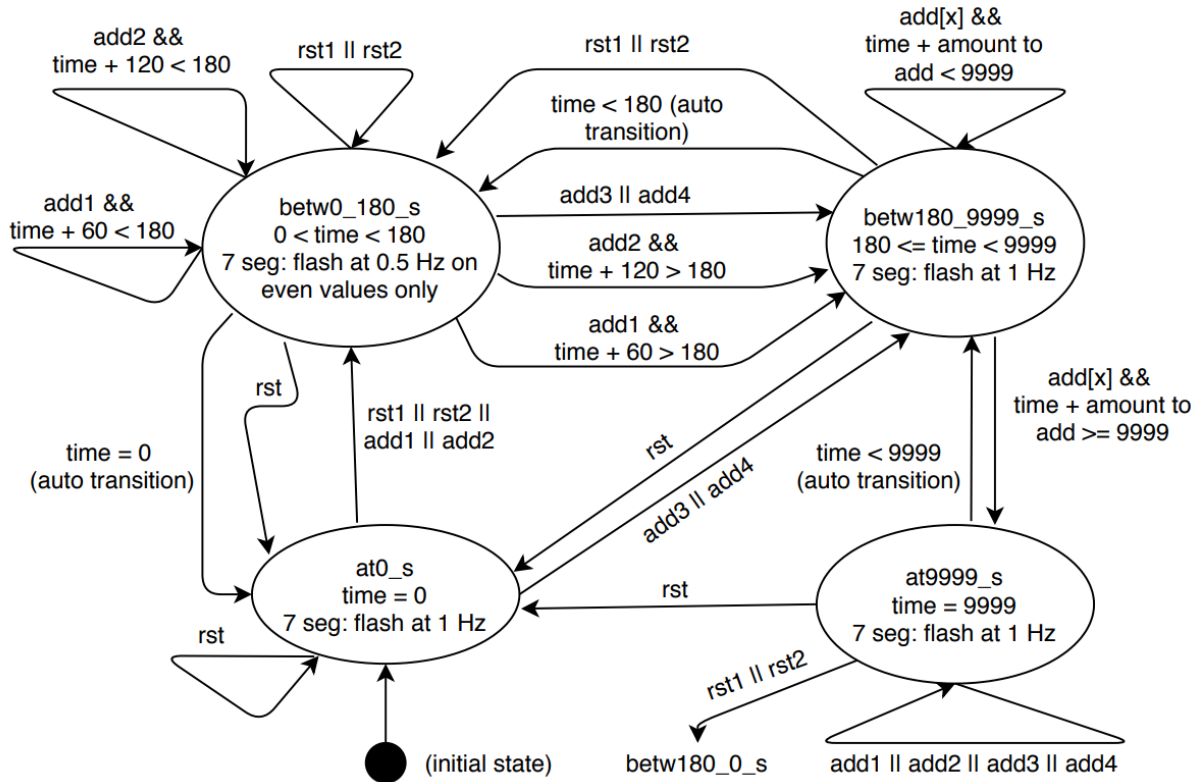 add2 &&
time + 120 < 180
rst1 || rst2
rst1 || rst2
add[x] &&
time + amount to
add < 9999
time < 180 (auto
transition)
add1 &&
time + 60 < 180
betw0_180_s
0 < time < 180
7 seg: flash at 0.5 Hz on
even values only
add3 || add4
add2 &&
time + 120 > 180
add1 &&
time + 60 > 180
betw180_9999_s
180 <= time < 9999
7 seg: flash at 1 Hz
rst
rst1 || rst2 ||
add1 || add2
time = 0
(auto transition)
rst
add3 || add4
time < 9999
(auto transition)
add[x] &&
time + amount to
add >= 9999
at0_s
time = 0
7 seg: flash at 1 Hz
rst
at9999_s
time = 9999
7 seg: flash at 1 Hz
rst
rst1 || rst2
(initial state)
betw180_0_s
add1 || add2 || add3 || add4